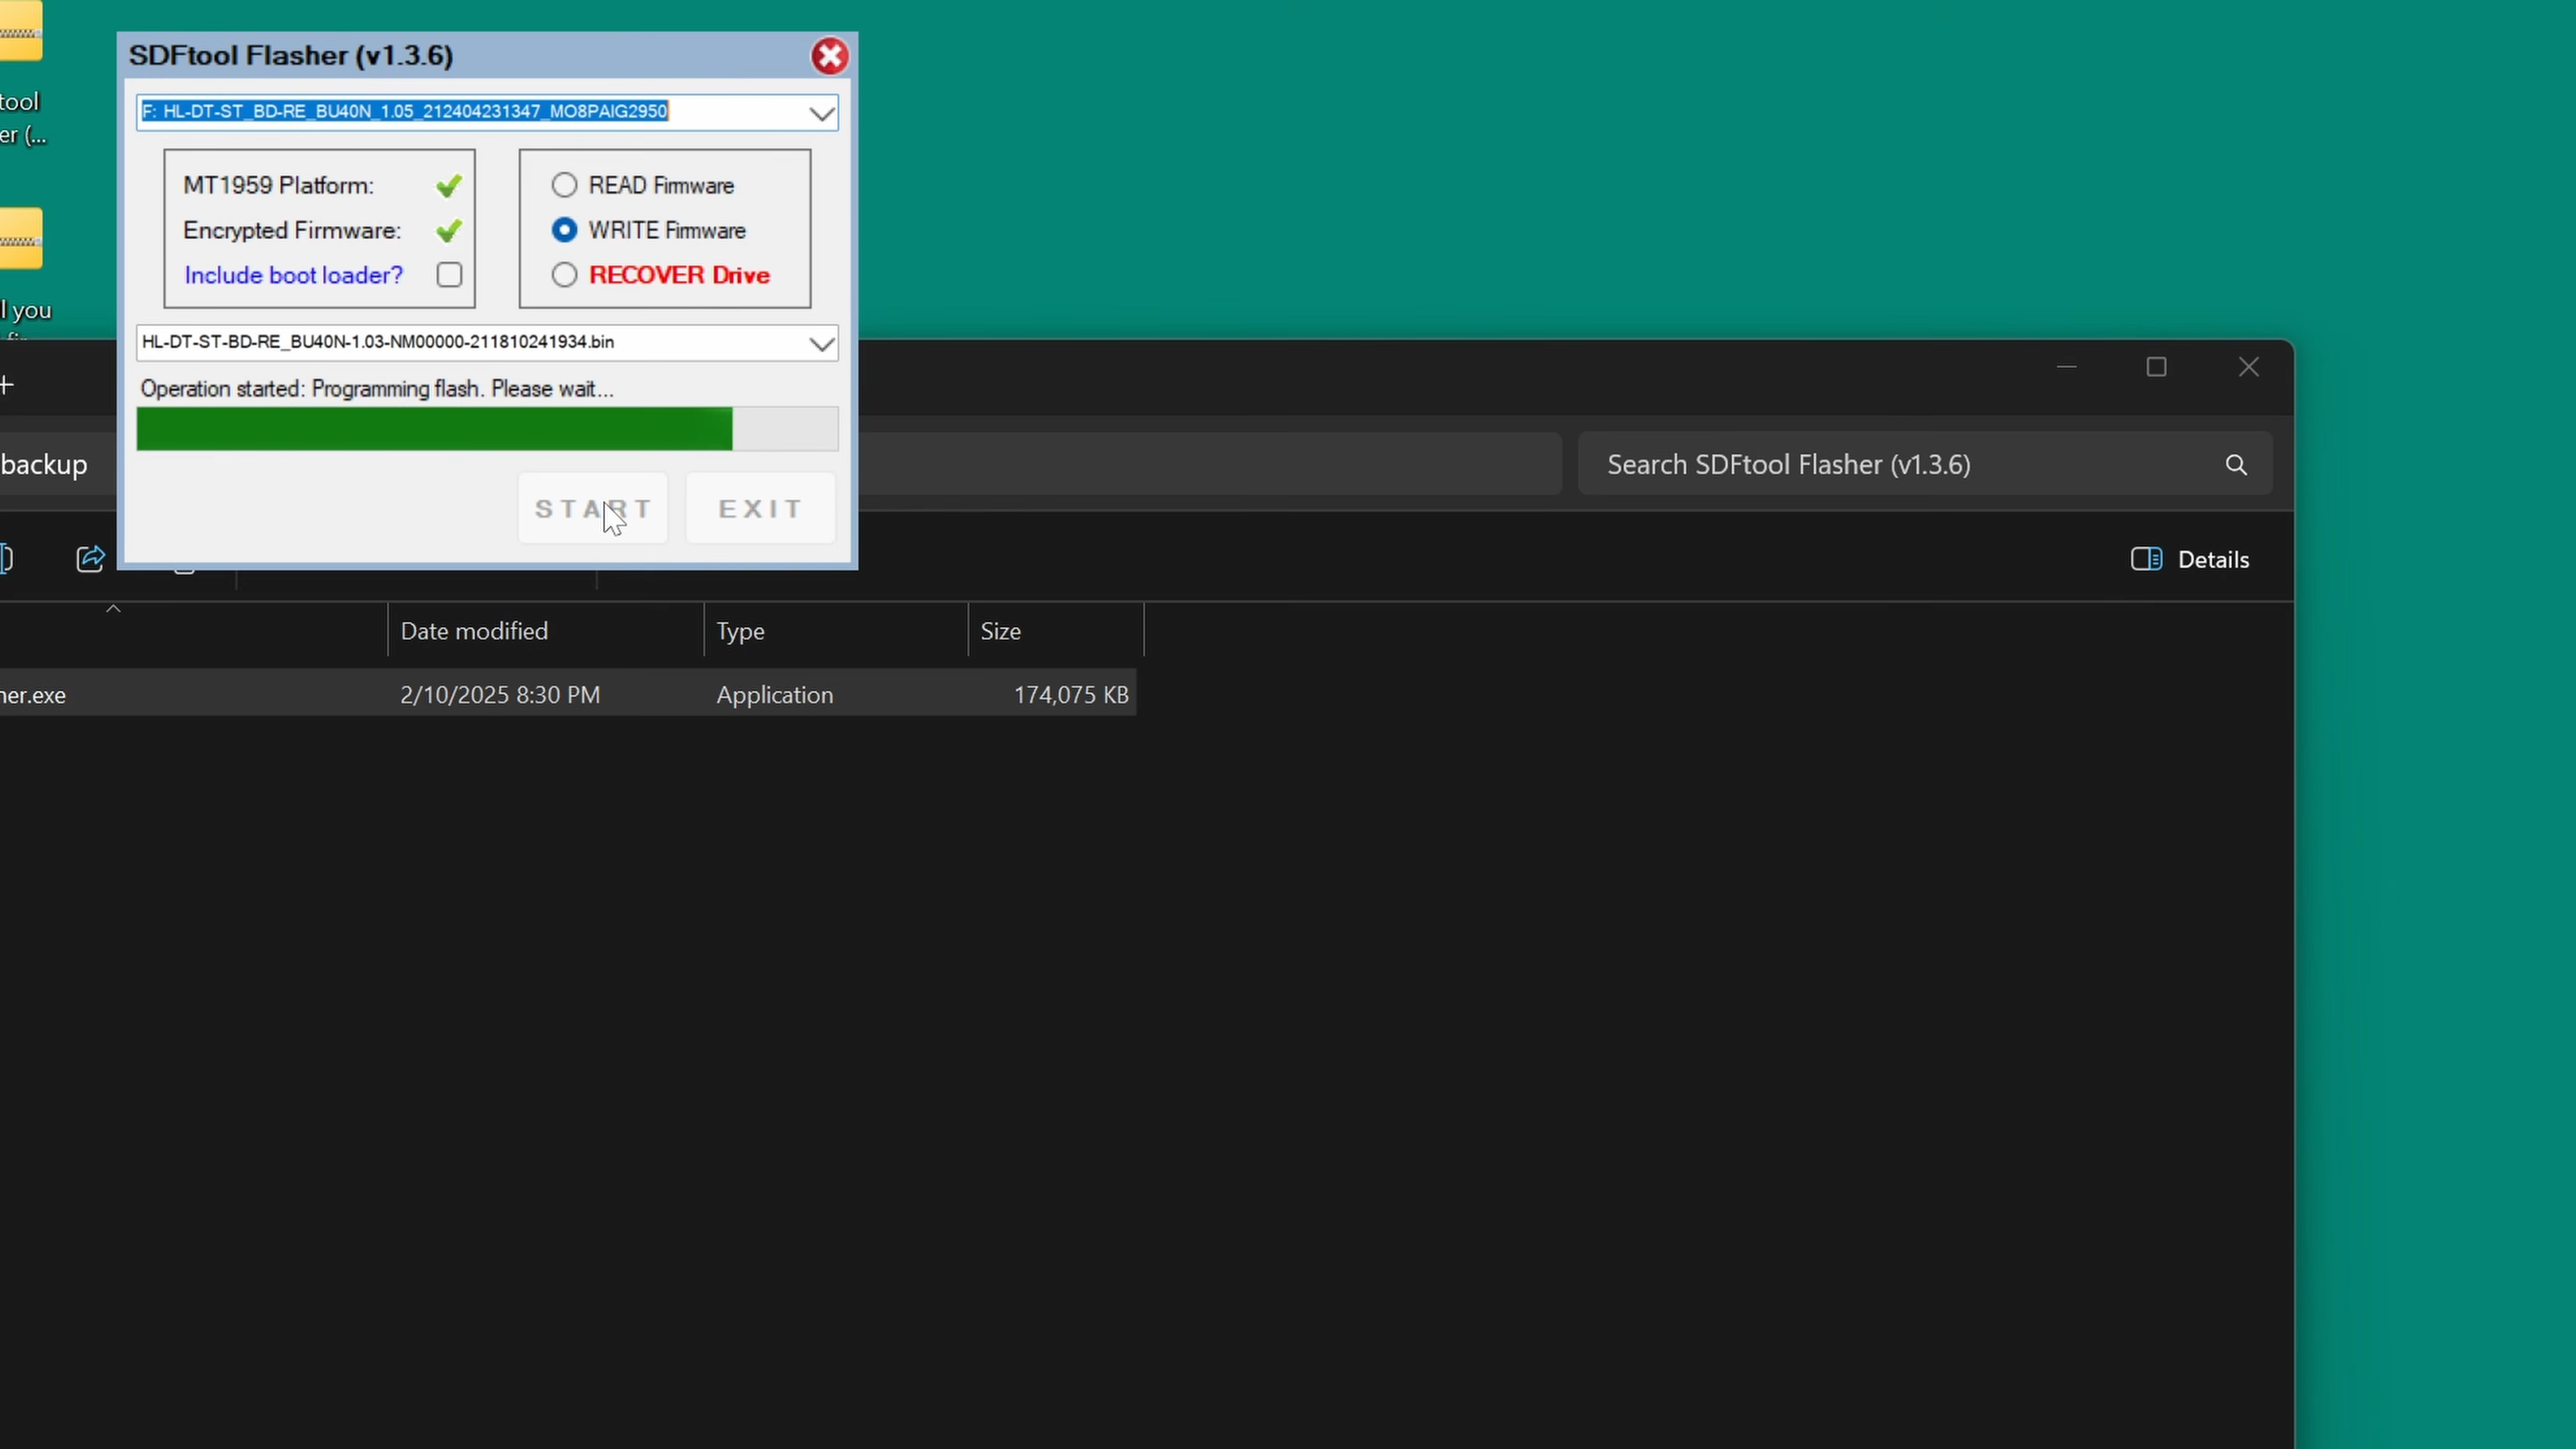 tool
er (...
l you
SDFtool Flasher (v1.3.6)
F: HL-DT-ST_BD-RE_BU40N_1.05_212404231347_MO8PAIG2950
MT1959 Platform:
Encrypted Firmware:
Include boot loader?
READ Firmware
WRITE Firmware
RECOVER Drive
HL-DT-ST-BD-RE_BU40N-1.03-NM00000-211810241934.bin
Operation started: Programming flash. Please wait...
START
EXIT
backup
Search SDFtool Flasher (v1.3.6)
Details
Date modified
Type
Size
her.exe
2/10/2025 8:30 PM
Application
174,075 KB